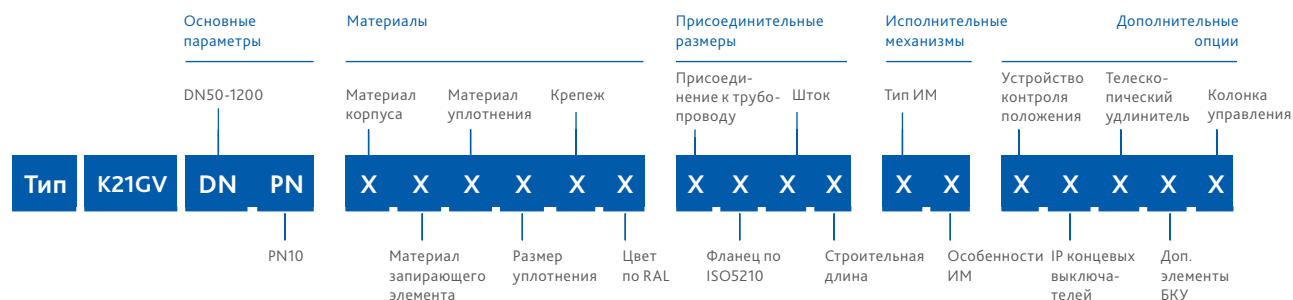 Основные
параметры
Материалы
Присоединительные
размеры
Исполнительные
механизмы
Дополнительные
опции
DN50-1200
Материал
корпуса
Материал
уплотнения
Крепеж
Присоеди-
нение к трубо-
проводу
Шток
Тип ИМ
Устройство
контроля
положения
Телеско-
пический
удлинитель
Колонка
управления
Тип K21GV DN PN X X X X X X X X X X X X X X X X X
PN10
Материал
запирающего
элемента
Размер
уплотнения
Цвет
по RAL
Фланец по
ISO5210
Строительная
длина
Особенности
ИМ
IP концевых
выключа-
телей
Доп.
элементы
БКУ